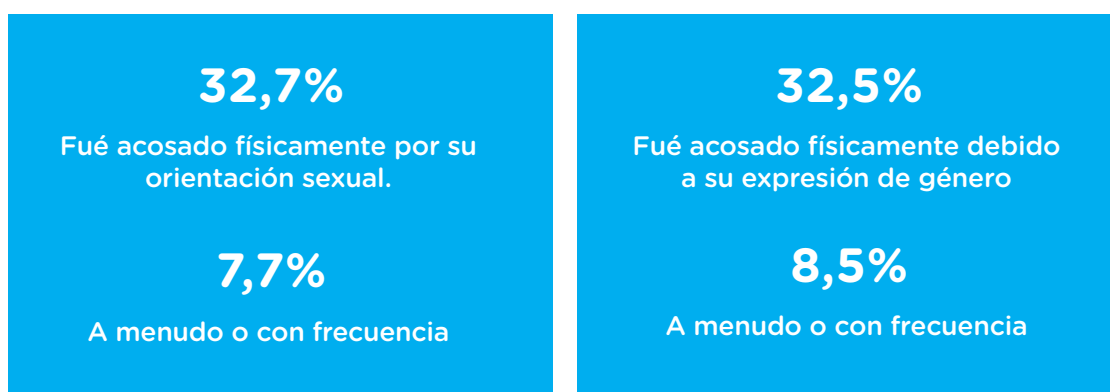 32,7%
Fué acosado físicamente por su
orientación sexual.
7,7%
A menudo o con frecuencia
32,5%
Fué acosado físicamente debido
a su expresión de género
8,5%
A menudo o con frecuencia